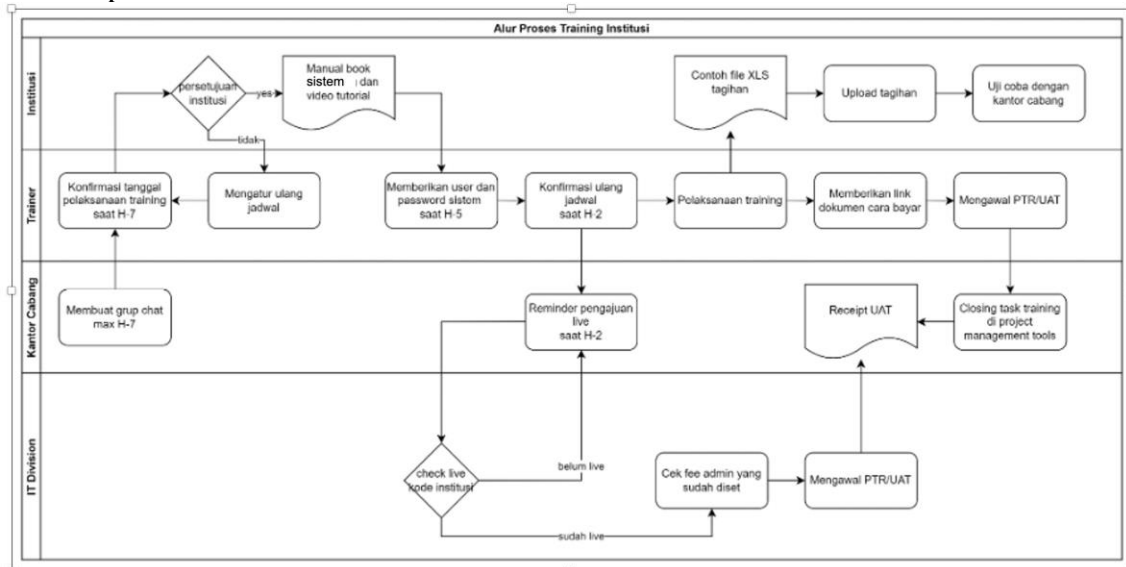 Alur Proses Training Institusi
Institusi
persetujuan
institusi
yes
tidak
Manual book
sistem dan
video tutorial
Contoh file XLS
tagihan
Upload tagihan
Uji coba dengan
kantor cabang
Trainer
Konfirmasi tanggal
pelaksanaan training
saat H-7
Mengatur ulang
jadwal
Memberikan user dan
password sistom
saat H-5
Konfirmasi ulang
jadwal
saat H-2
Pelaksanaan training
Memberikan link
dokumen cara bayar
Mengawal PTR/UAT
Kantor Cabang
Membuat grup chat
max H-7
Reminder pengajuan
live
saat H-2
Receipt UAT
Closing task training
di project
management tools
IT Division
check live
kode institusi
belum live
sudah live
Cek fee admin yang
sudah diset
Mengawal PTR/UAT